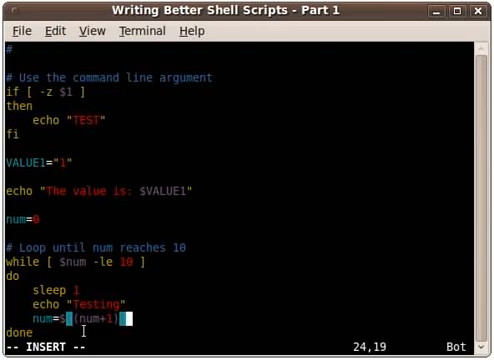 Writing Better Shell Scripts - Part 1
File Edit View Terminal Help
#
# Use the command line argument
if [ -z $1 ]
then
echo "TEST"
fi
VALUE1="1"
echo "The value is: $VALUE1"
num=0
# Loop until num reaches 10
while [ $num -le 10 ]
do
sleep 1
echo "Testing"
num=$((num+1))
done
-- INSERT -- 24,19 Bot